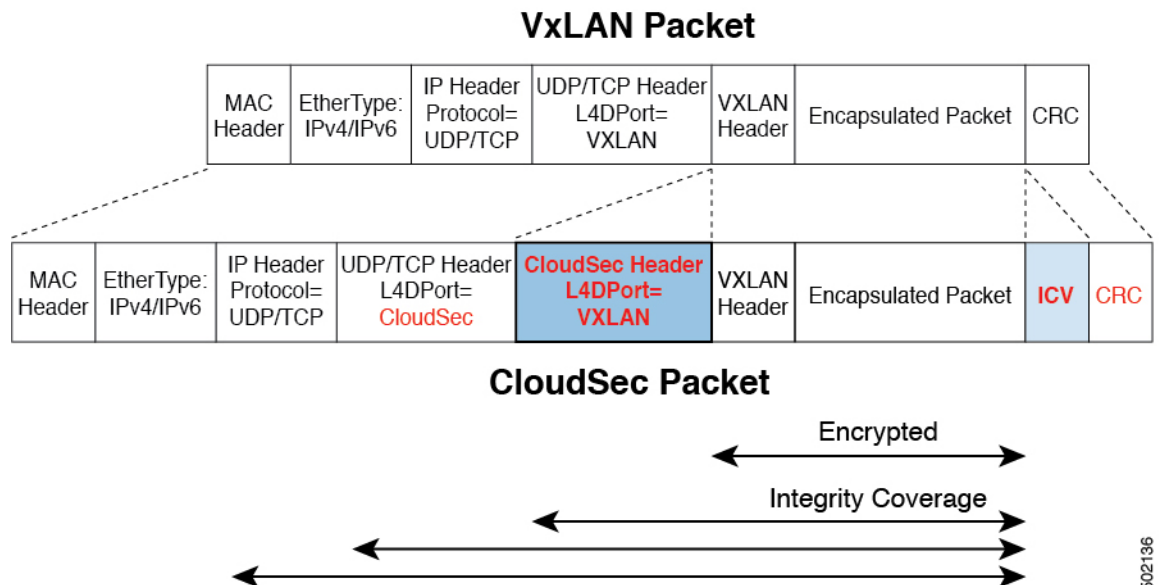 VxLAN Packet
MAC
Header
EtherType:
IPv4/IPv6
IP Header
Protocol=
UDP/TCP
UDP/TCP Header
L4DPort=
VXLAN
VXLAN
Header
Encapsulated Packet
CRC
MAC
Header
EtherType:
IPv4/IPv6
IP Header
Protocol=
UDP/TCP
UDP/TCP Header
L4DPort=
CloudSec
CloudSec Header
L4DPort=
VXLAN
VXLAN
Header
Encapsulated Packet
ICV
CRC
CloudSec Packet
Encrypted
Integrity Coverage
502136